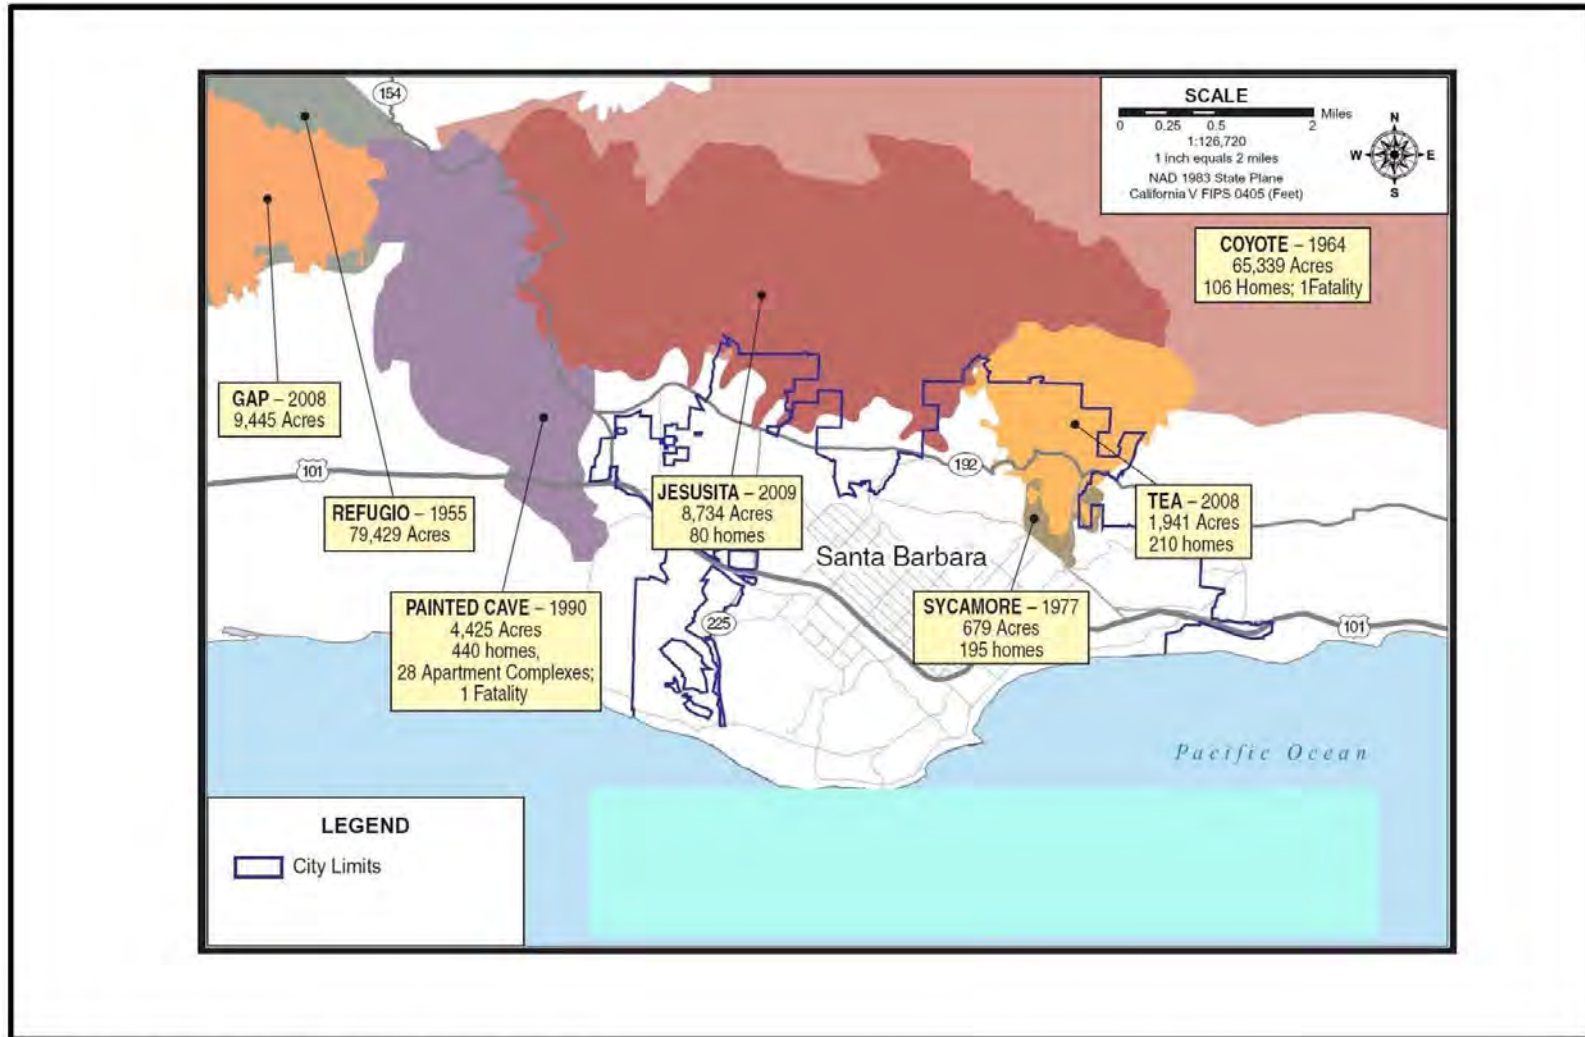 154
SCALE
0 0.25 0.5 2 Miles
1:126,720
1 inch equals 2 miles
NAD 1983 State Plane
California V FIPS 0405 (Feet)
N
W E
S
COYOTE – 1964
65,339 Acres
106 Homes; 1Fatality
GAP – 2008
9,445 Acres
101
192
REFUGIO – 1955
79,429 Acres
JESUSITA – 2009
8,734 Acres
80 homes
TEA – 2008
1,941 Acres
210 homes
Santa Barbara
PAINTED CAVE – 1990
4,425 Acres
440 homes,
28 Apartment Complexes;
1 Fatality
225
SYCAMORE – 1977
679 Acres
195 homes
101
Pacific Ocean
LEGEND
City Limits